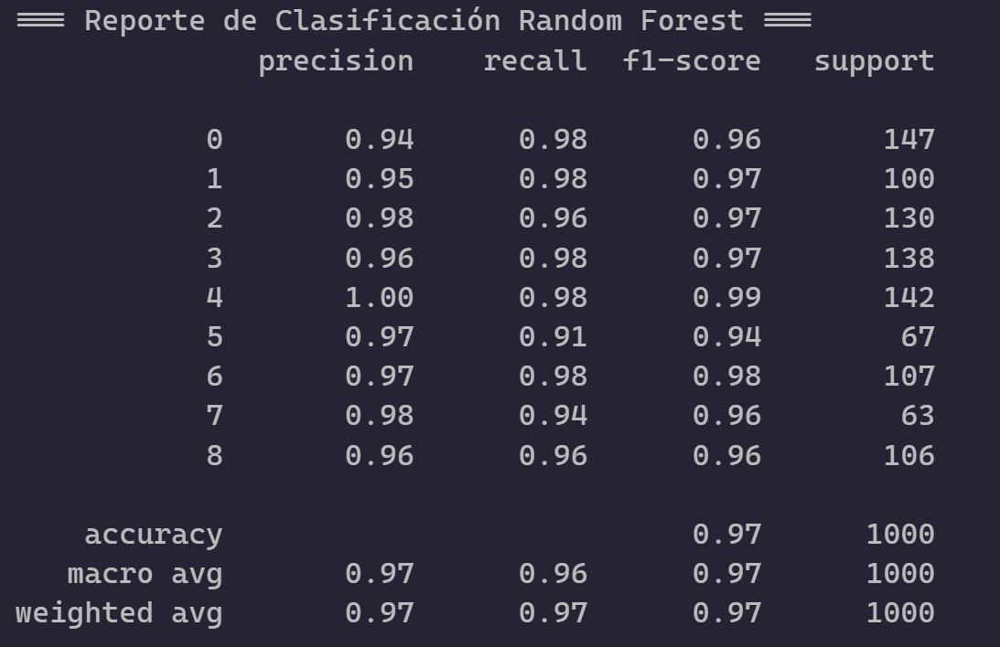 === Reporte de Clasificación Random Forest ===
precision recall f1-score support
0 0.94 0.98 0.96 147
1 0.95 0.98 0.97 100
2 0.98 0.96 0.97 130
3 0.96 0.98 0.97 138
4 1.00 0.98 0.99 142
5 0.97 0.91 0.94 67
6 0.97 0.98 0.98 107
7 0.98 0.94 0.96 63
8 0.96 0.96 0.96 106
accuracy 0.97 1000
macro avg 0.97 0.96 0.97 1000
weighted avg 0.97 0.97 0.97 1000